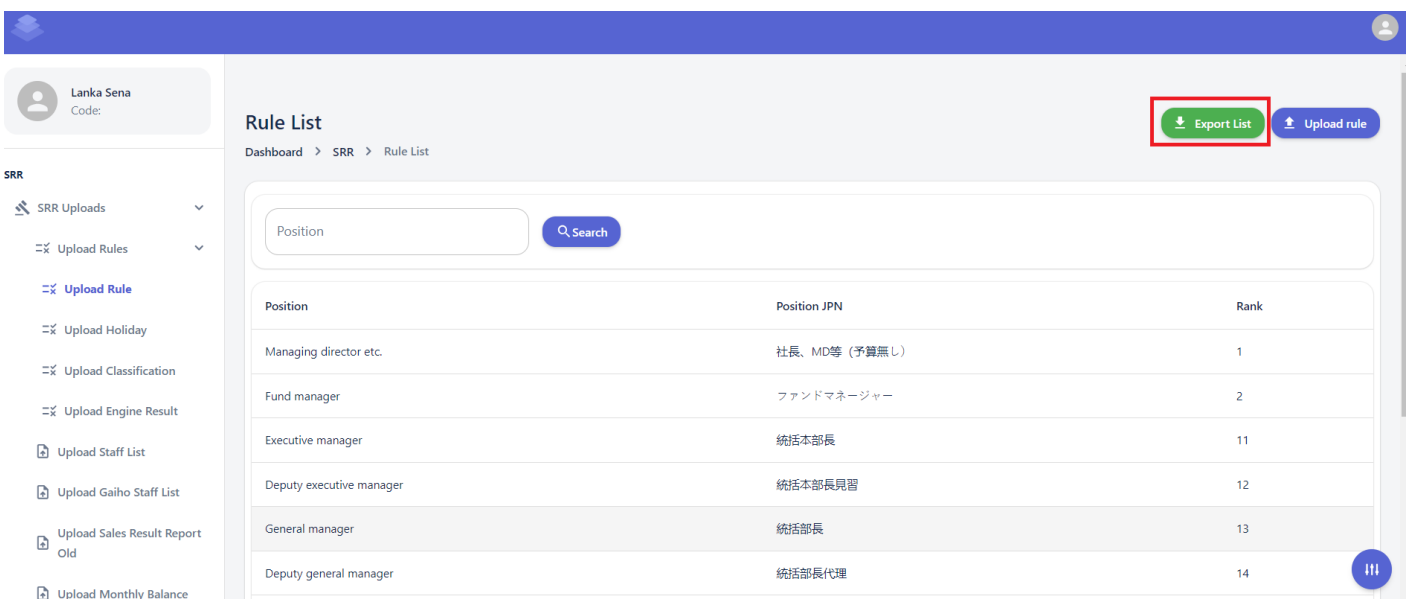 Lanka Sena
Code:
SRR
SRR Uploads
Upload Rules
Upload Rule
Upload Holiday
Upload Classification
Upload Engine Result
Upload Staff List
Upload Gaiho Staff List
Upload Sales Result Report
Old
Upload Monthly Balance
Rule List
Dashboard > SRR > Rule List
Export List
Upload rule
Position
Search
Position Position JPN Rank
Managing director etc. 社長、MD等（予算無し） 1
Fund manager ファンドマネージャー 2
Executive manager 統括本部長 11
Deputy executive manager 統括本部長見習 12
General manager 統括部長 13
Deputy general manager 統括部長代理 14